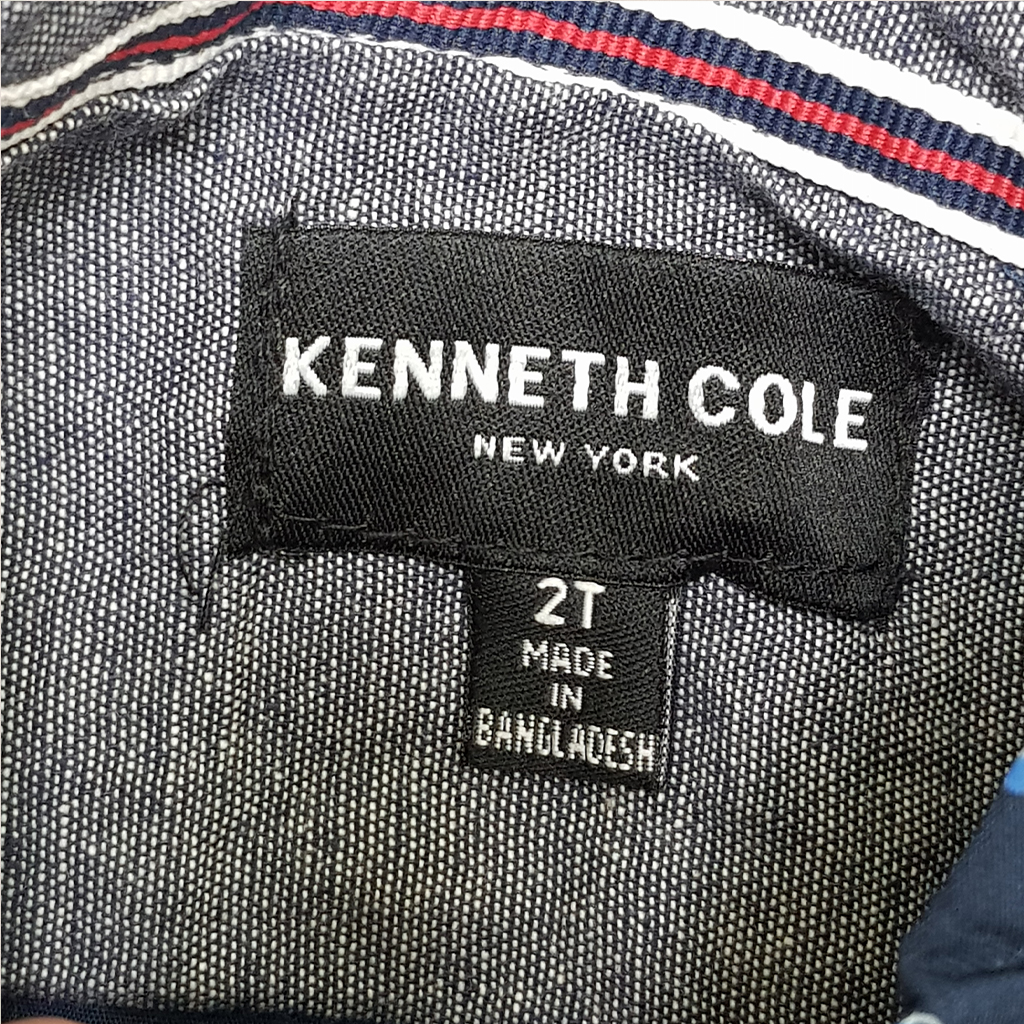 KENNETH COLE
NEW YORK
2T
MADE
IN
BANGLADESH